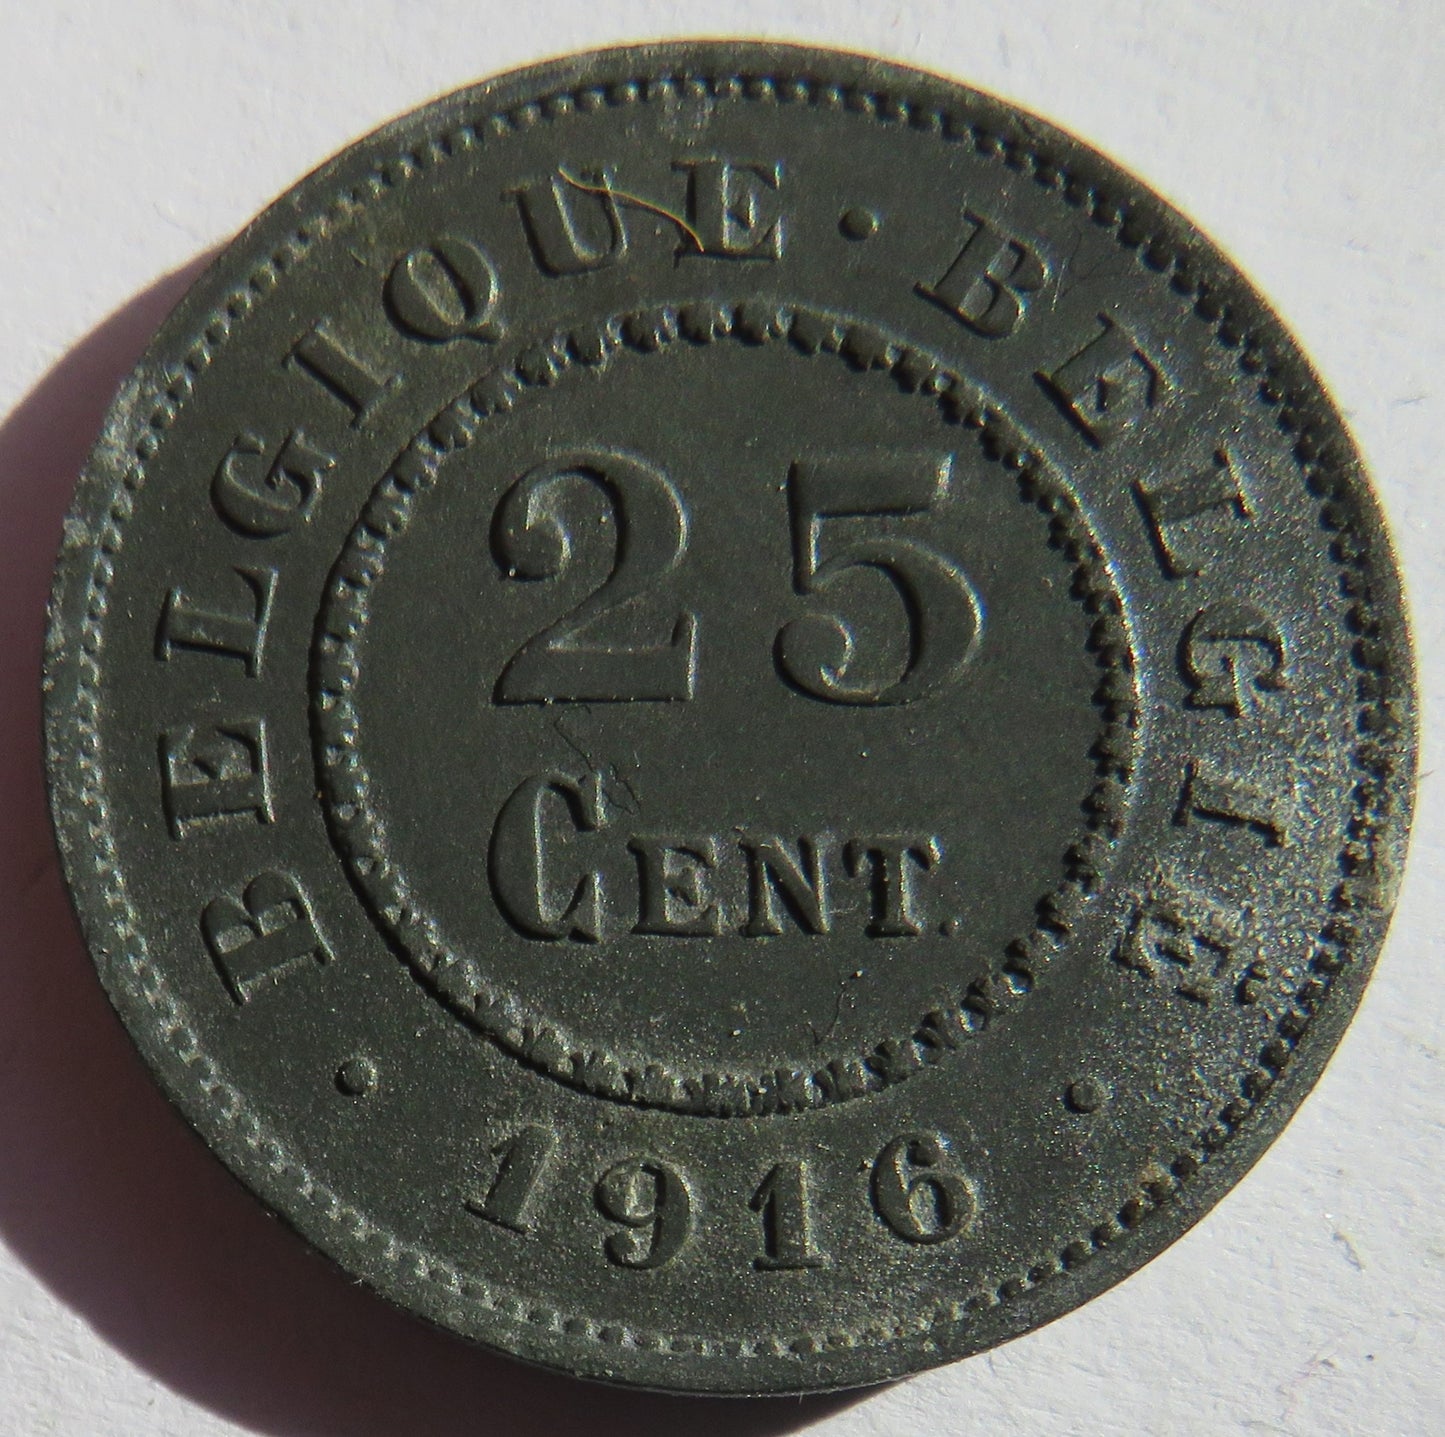 BELGIQUE · BELGIË
25
CENT.
· 1916 ·